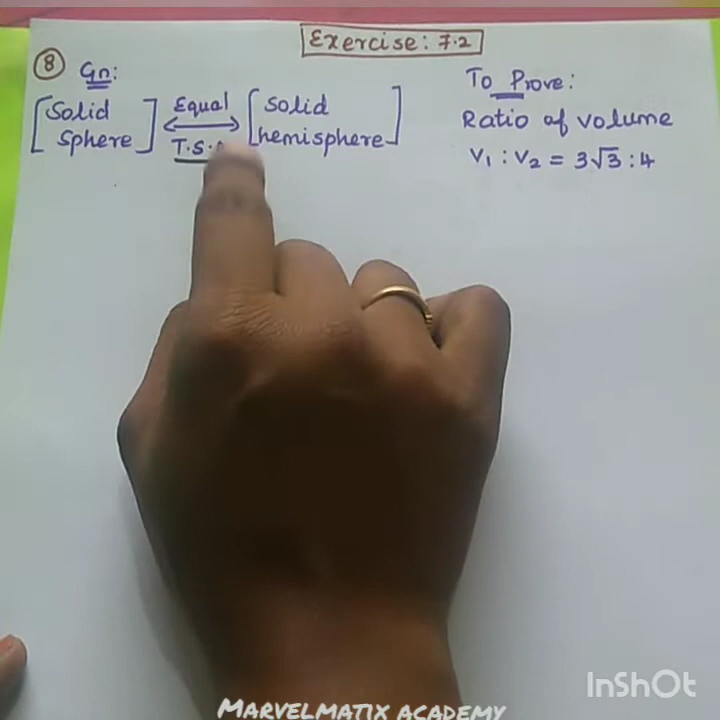 Exercise: 7.2
8 Gn:
[Solid Sphere] Equal T.S. [Solid hemisphere]
To Prove:
Ratio of volume
V₁ : V₂ = 3√3 : 4
InShOt
MARVELMATIX ACADEMY